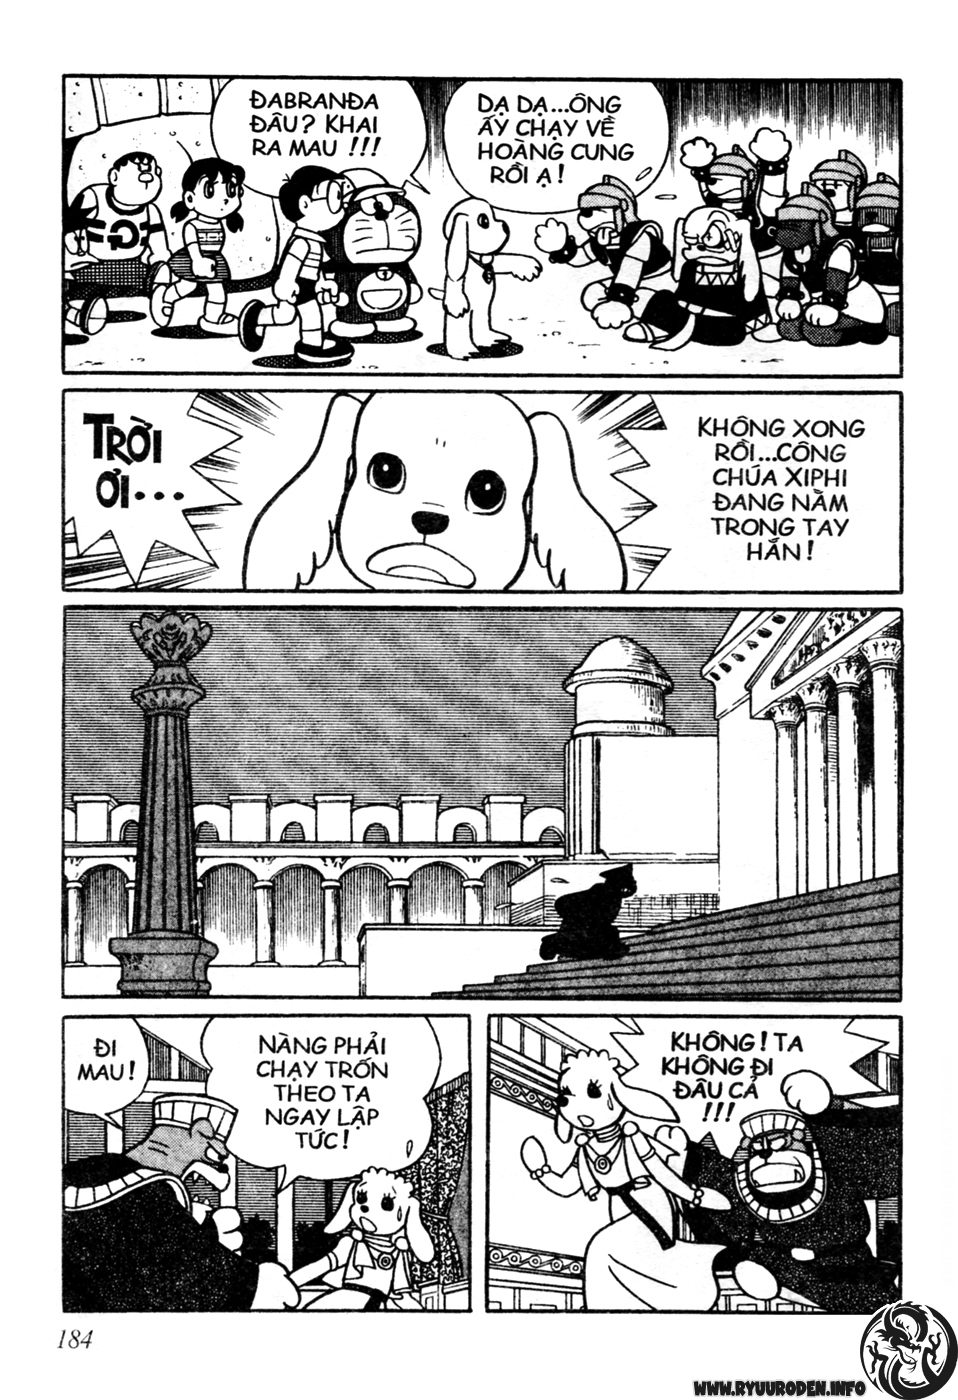 ĐABRANĐA
ĐÂU? KHAI
RA MAU !!!
DẠ DẠ...ÔNG
ẤY CHẠY VỀ
HOÀNG CUNG
RỒI Ạ!
TRỜI
ƠI...
KHÔNG XONG
RỒI...CÔNG
CHÚA XIPHI
ĐANG NẰM
TRONG TAY
HẮN!
ĐI
MAU!
NÀNG PHẢI
CHẠY TRỐN
THEO TA
NGAY LẬP
TỨC!
KHÔNG! TA
KHÔNG ĐI
ĐÂU CẢ
!!!
184
WWW.RYUURODEN.INFO